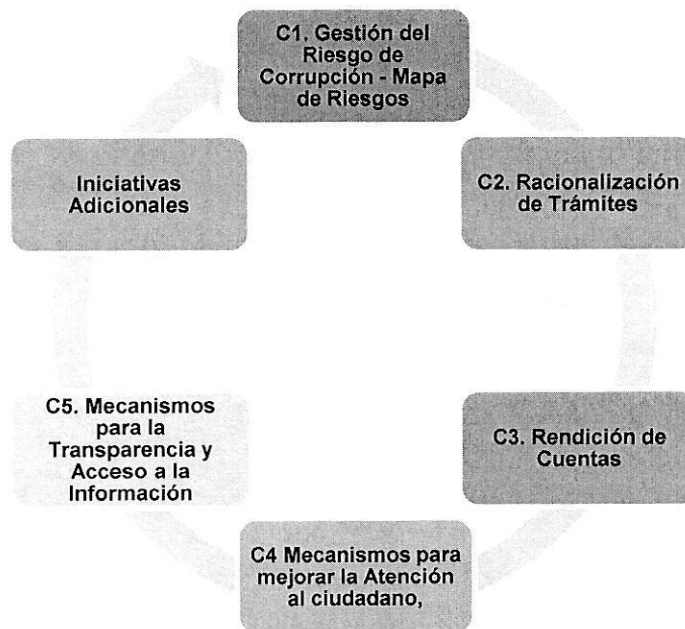 C1. Gestión del
Riesgo de
Corrupción - Mapa
de Riesgos
C2. Racionalización
de Trámites
C3. Rendición de
Cuentas
C4 Mecanismos para
mejorar la Atención
al ciudadano,
C5. Mecanismos
para la
Transparencia y
Acceso a la
Información
Iniciativas
Adicionales